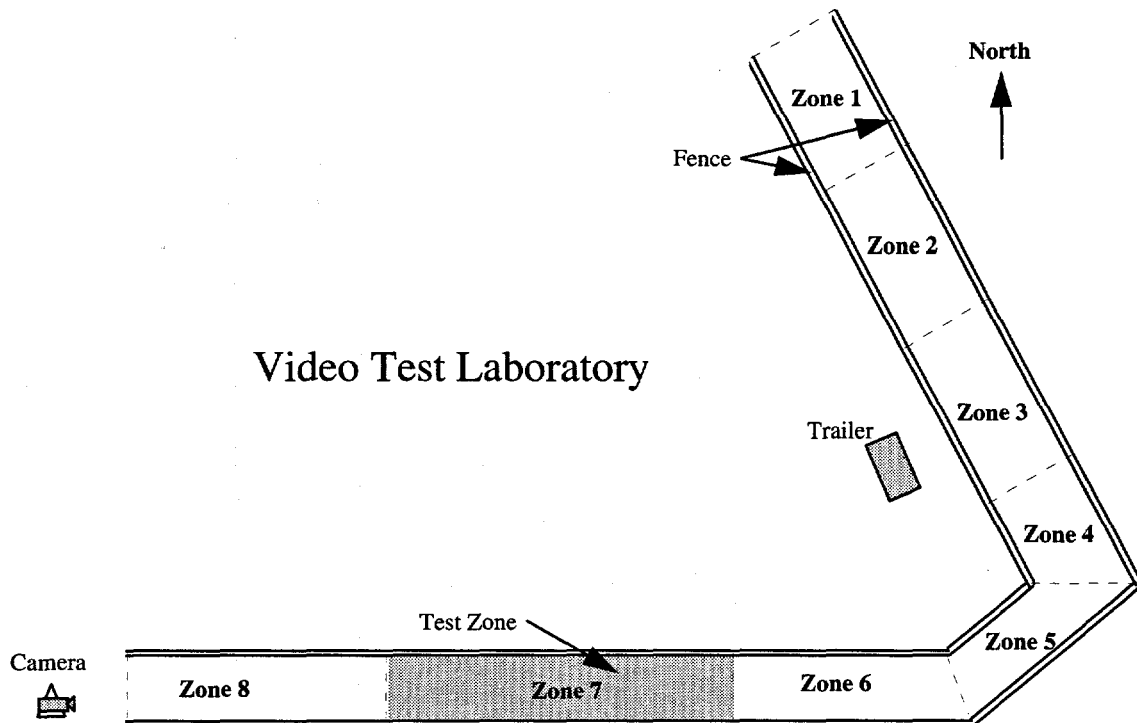 North
Zone 1
Fence
Zone 2
Video Test Laboratory
Zone 3
Trailer
Zone 4
Test Zone
Zone 5
Camera
Zone 8
Zone 7
Zone 6